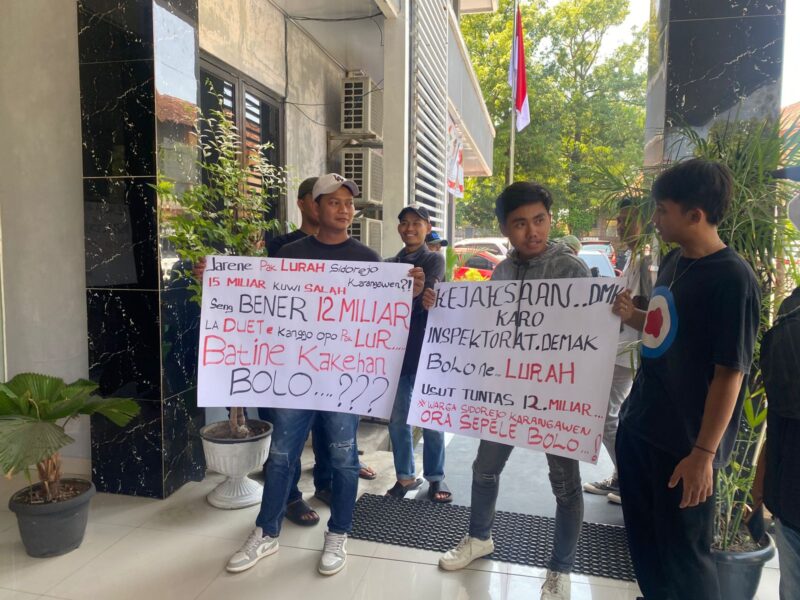 Jarene Pak LURAH Sidorejo
Karangawen?!
15 MILIAR KUWI SALAH
Seng BENER 12 MILIAR
LA DUET e Kanggo OPO Pak LUR....
Batine Kakehan
BOLO....???
KEJAKSAAN..DMK
KARO
INSPEKTORAT.DEMAK
Bolo ne.. LURAH
USUT TUNTAS 12.MILIAR...
*WARGA SIDOREJO KARANGAWEN
ORA SEPELE BOLO...!